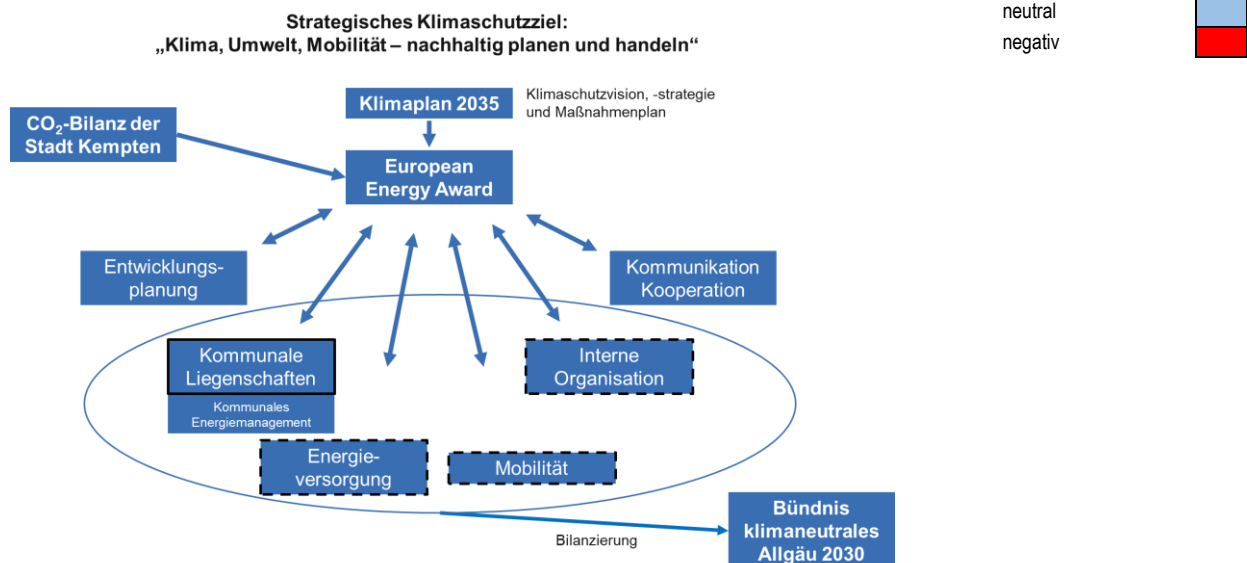 Strategisches Klimaschutzziel:
„Klima, Umwelt, Mobilität – nachhaltig planen und handeln“
neutral
negativ
Klimaplan 2035
Klimaschutzvision, -strategie
und Maßnahmenplan
CO₂-Bilanz der
Stadt Kempten
European
Energy Award
Entwicklungs-
planung
Kommunikation
Kooperation
Kommunale
Liegenschaften
Kommunales
Energiemanagement
Interne
Organisation
Energie-
versorgung
Mobilität
Bilanzierung
Bündnis
klimaneutrales
Allgäu 2030